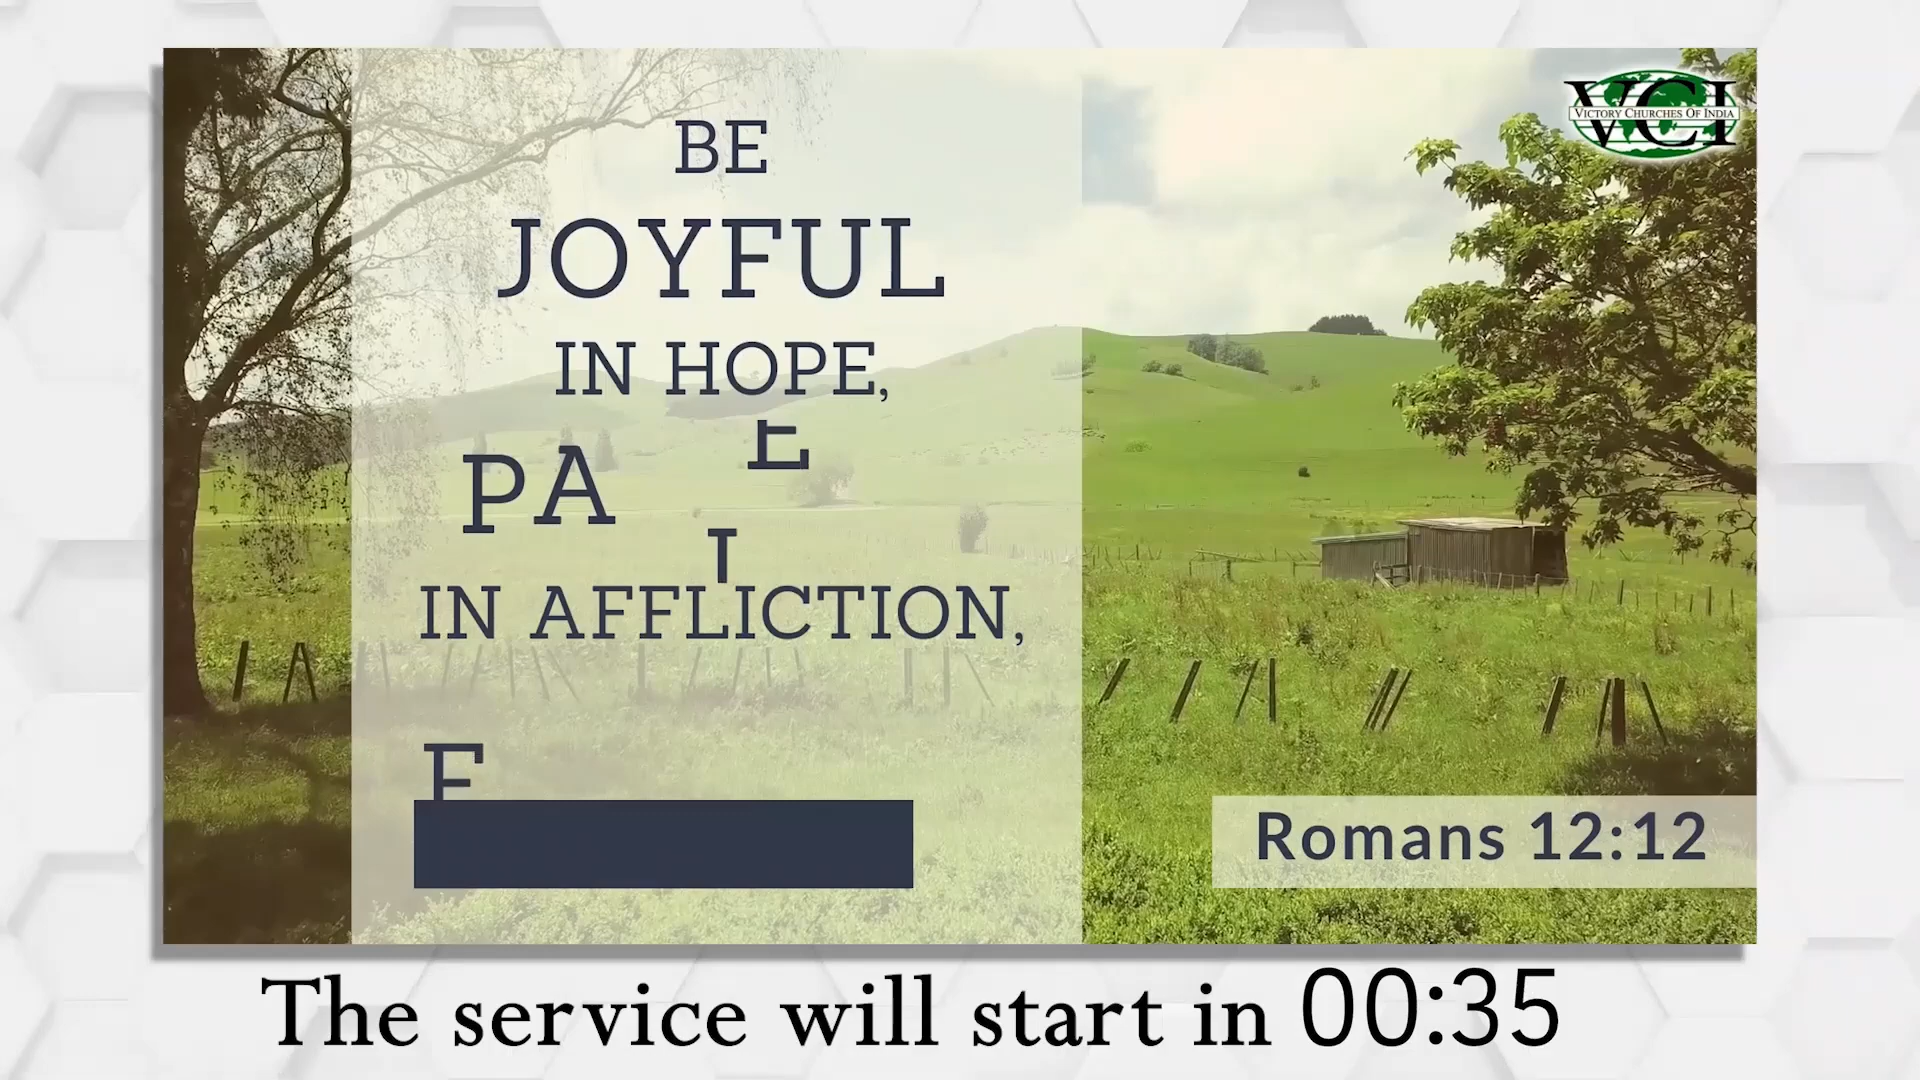 VCI
VICTORY CHURCHES OF INDIA
BE
JOYFUL
IN HOPE,
PA
IN AFFLICTION,
Romans 12:12
The service will start in 00:35